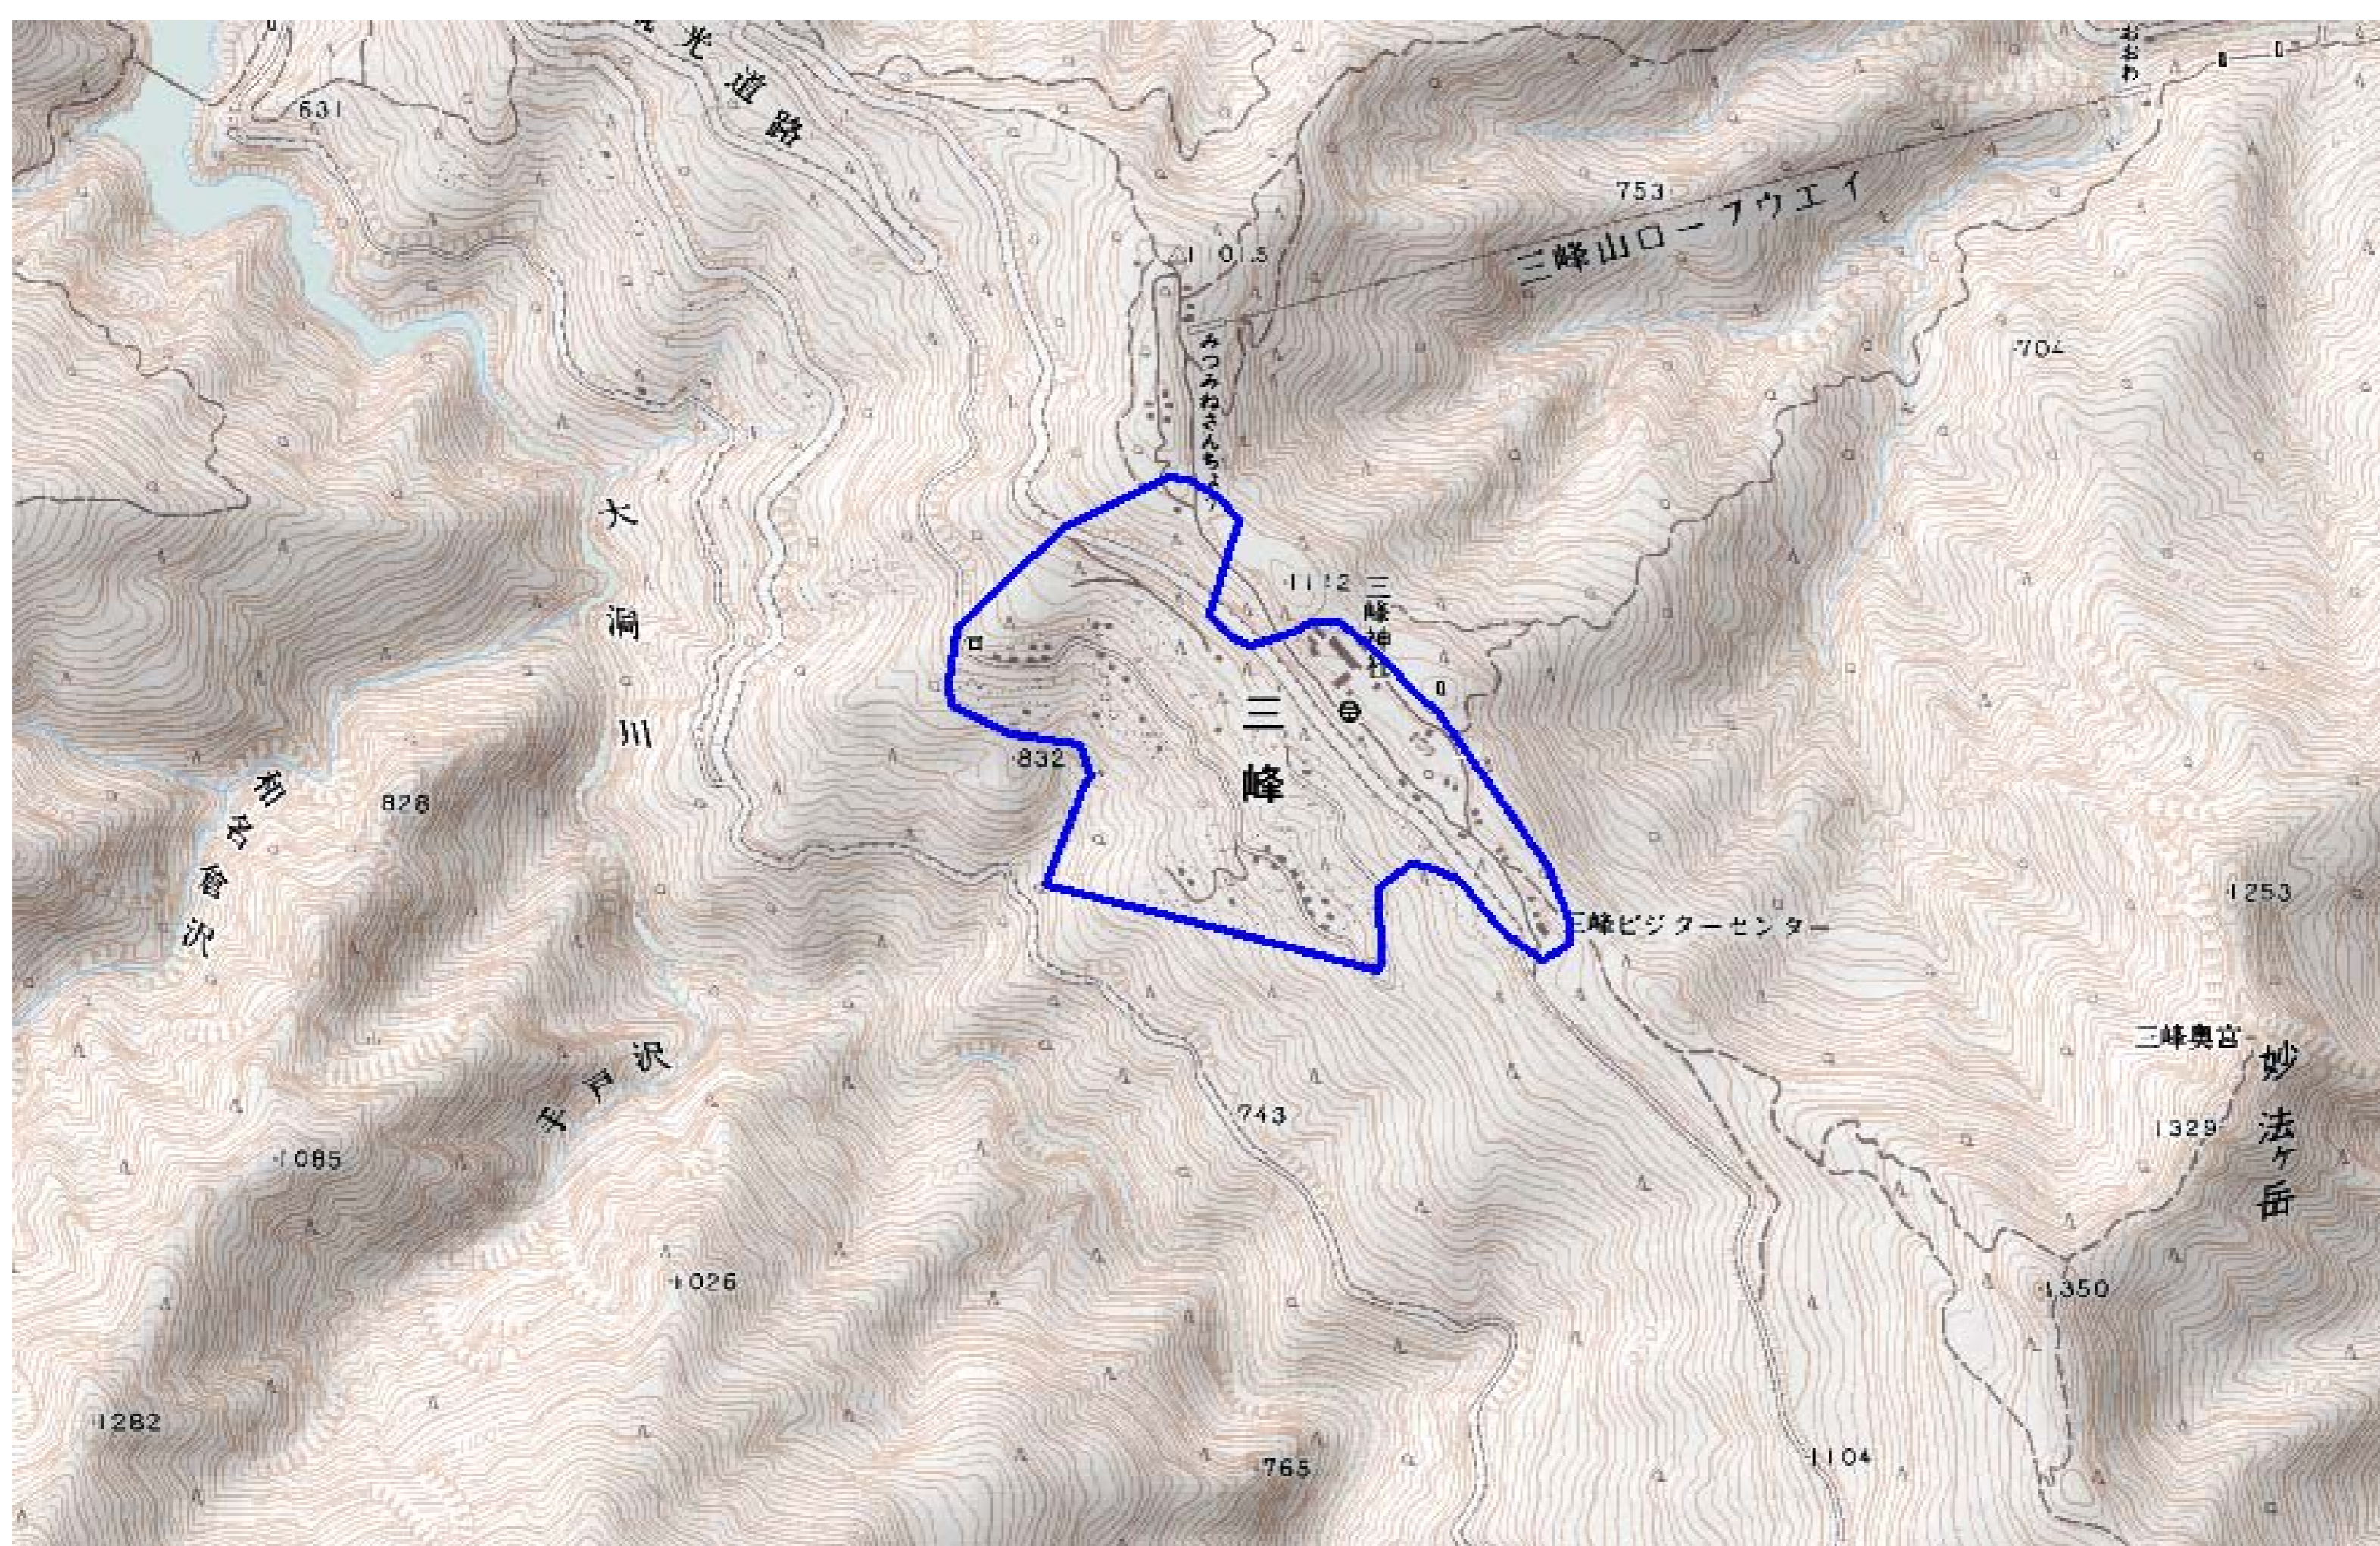 光道路
おおわ
631
753
三峰山ロープウエイ
1101.5
704
みつみねさんちょう
大洞川
1112
三峰神社
三峰
832
828
和名倉沢
1253
三峰ビジターセンター
三峰奥宮
妙法ヶ岳
手戸沢
743
1329
1085
1026
1350
1282
765
1104